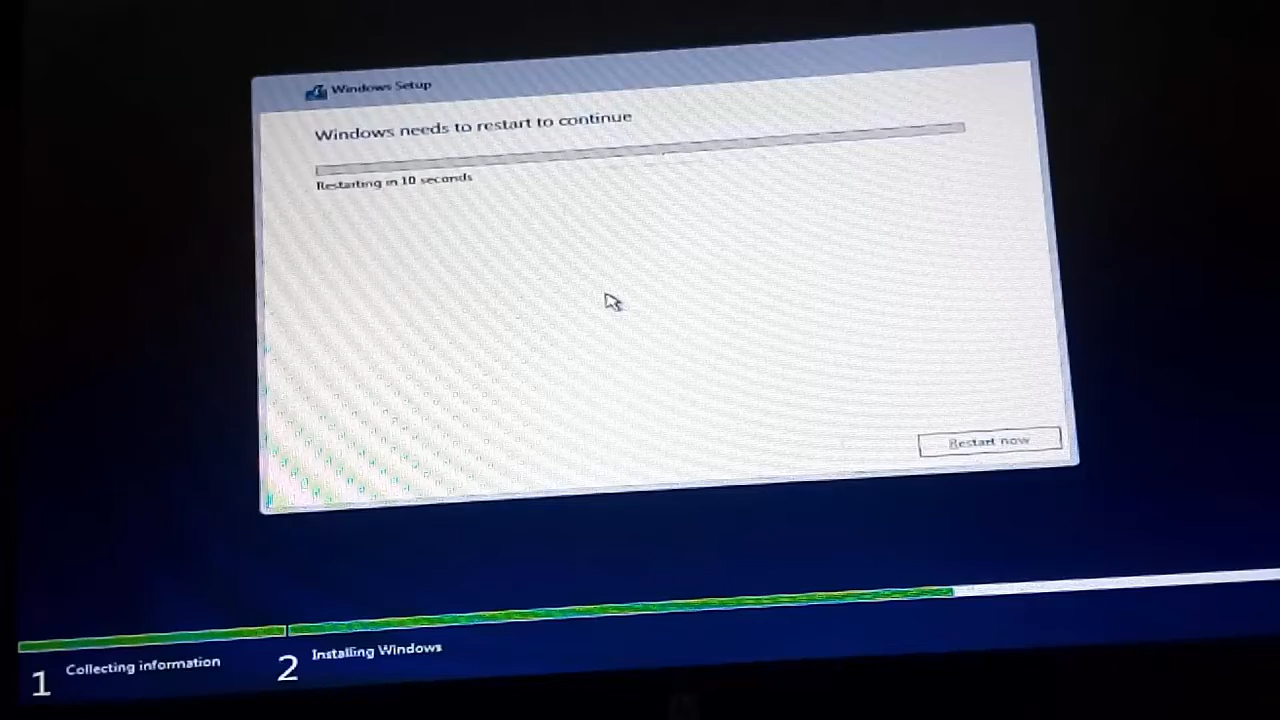 Windows Setup
Windows needs to restart to continue
Restarting in 10 seconds
Restart now
1 Collecting information
2 Installing Windows